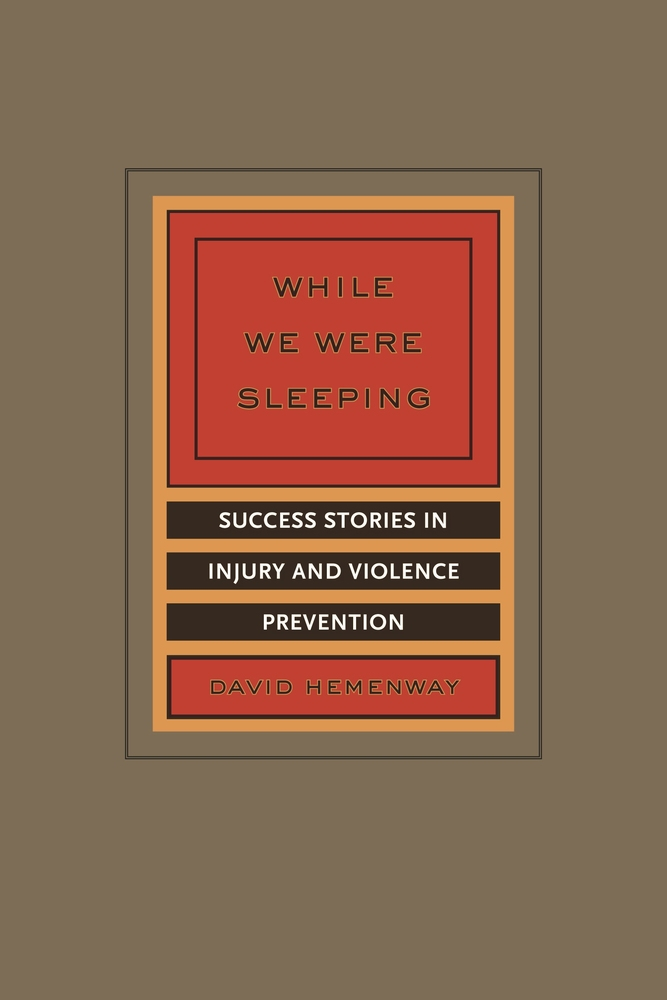 WHILE
WE WERE
SLEEPING
SUCCESS STORIES IN
INJURY AND VIOLENCE
PREVENTION
DAVID HEMENWAY